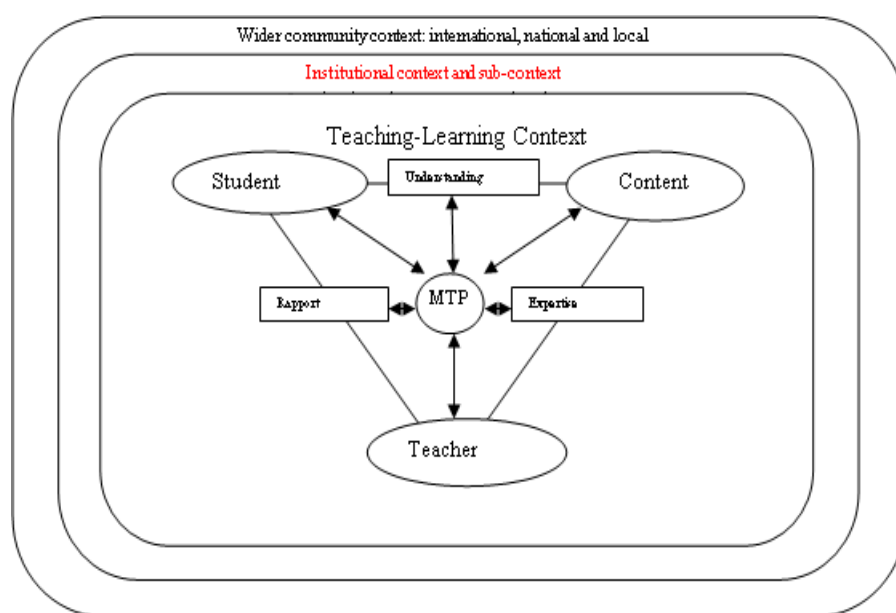 Wider community context: international, national and local
Institutional context and sub-context
Teaching-Learning Context
Student
Understanding
Content
Rapport
MTP
Expertise
Teacher